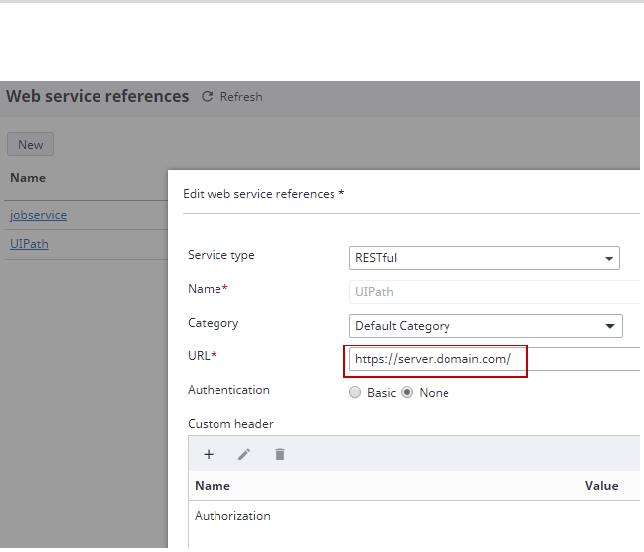 Web service references Refresh
New
Name
jobservice
UIPath
Edit web service references *
Service type RESTful
Name* UIPath
Category Default Category
URL* https://server.domain.com/
Authentication Basic None
Custom header
Name Value
Authorization